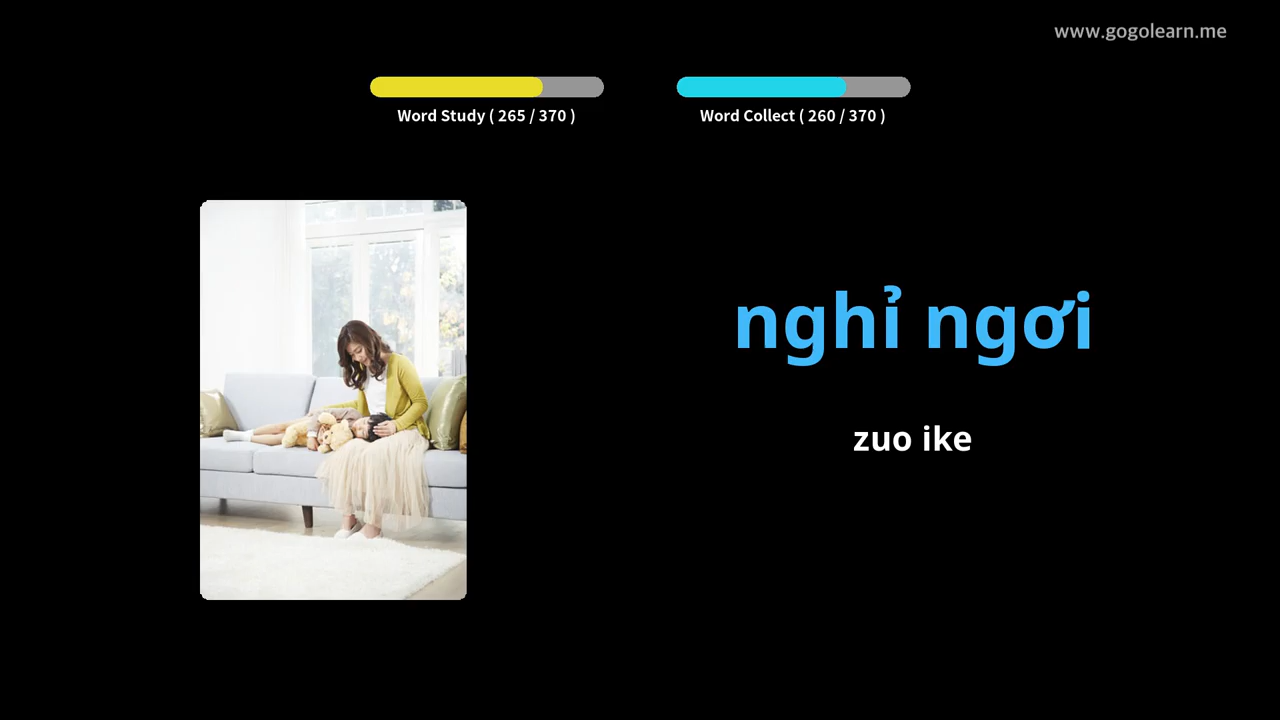 www.gogolearn.me
Word Study ( 265 / 370 )
Word Collect ( 260 / 370 )
nghỉ ngơi
zuo ike